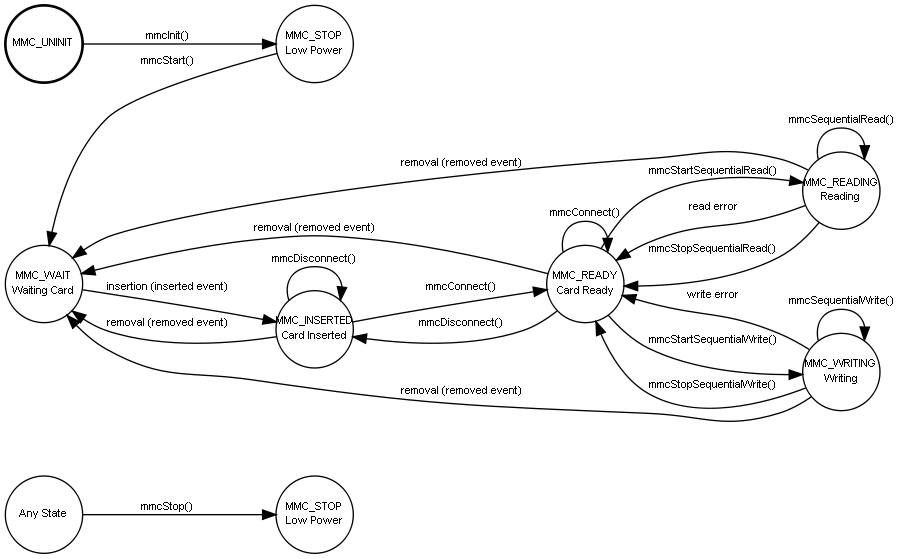 MMC_UNINIT
mmcInit()
MMC_STOP
Low Power
mmcStart()
mmcSequentialRead()
removal (removed event)
mmcStartSequentialRead()
MMC_READING
Reading
read error
mmcConnect()
removal (removed event)
mmcStopSequentialRead()
mmcDisconnect()
MMC_WAIT
Waiting Card
insertion (inserted event)
mmcConnect()
MMC_READY
Card Ready
write error
mmcSequentialWrite()
removal (removed event)
MMC_INSERTED
Card Inserted
mmcDisconnect()
mmcStartSequentialWrite()
MMC_WRITING
Writing
mmcStopSequentialWrite()
removal (removed event)
Any State
mmcStop()
MMC_STOP
Low Power